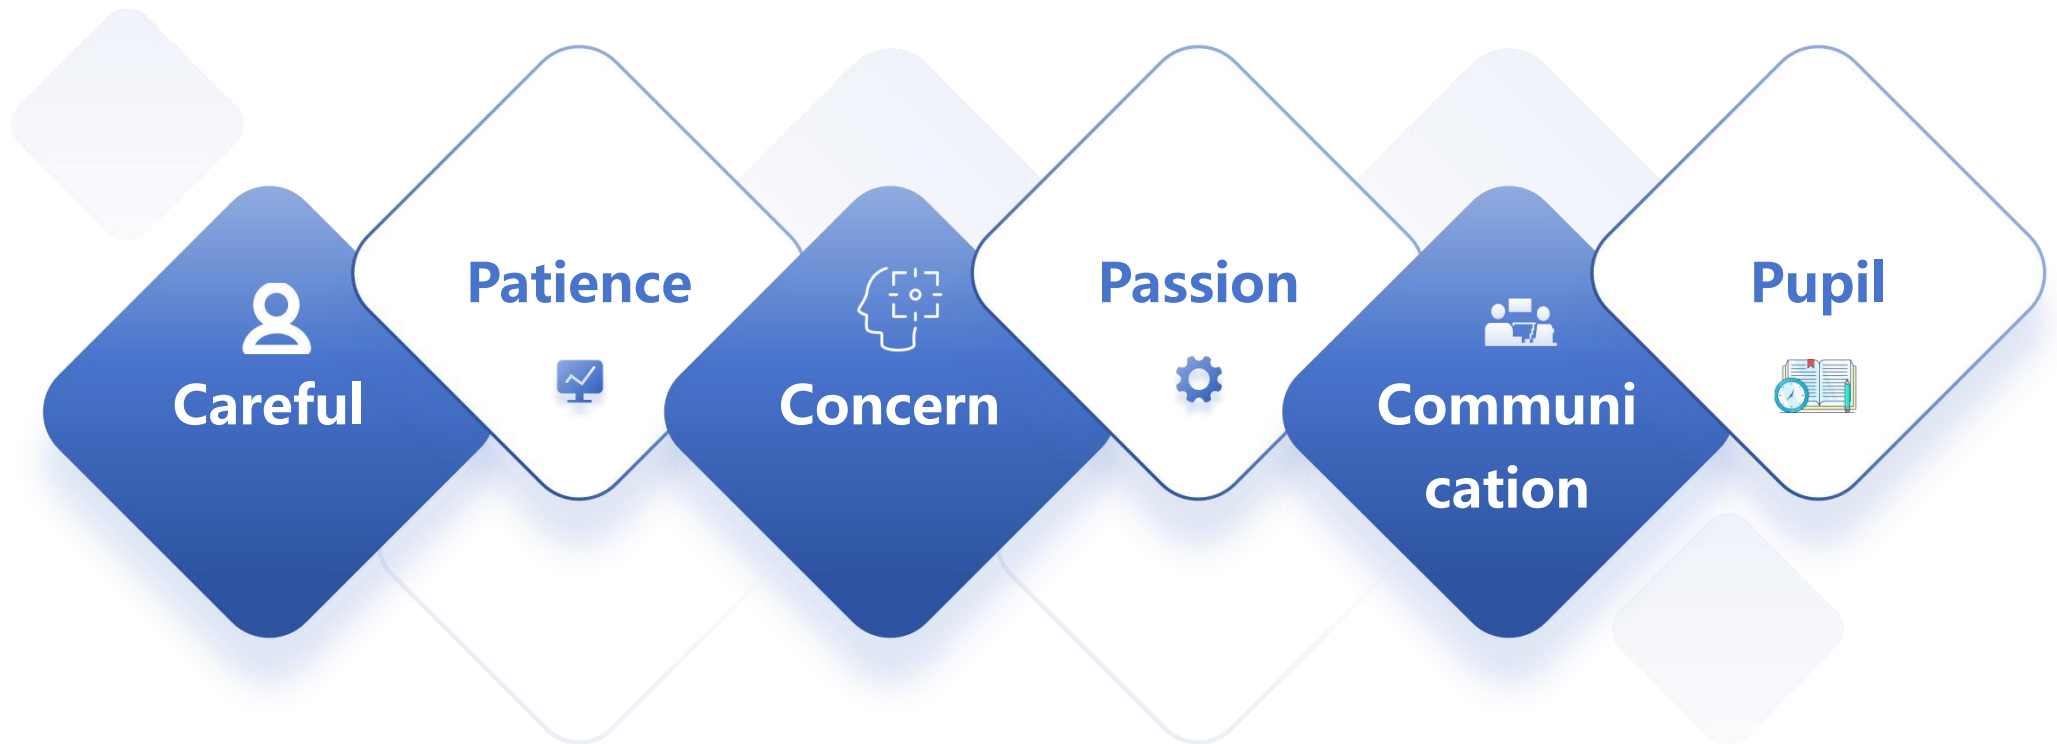 Careful
Patience
Concern
Passion
Communi
cation
Pupil